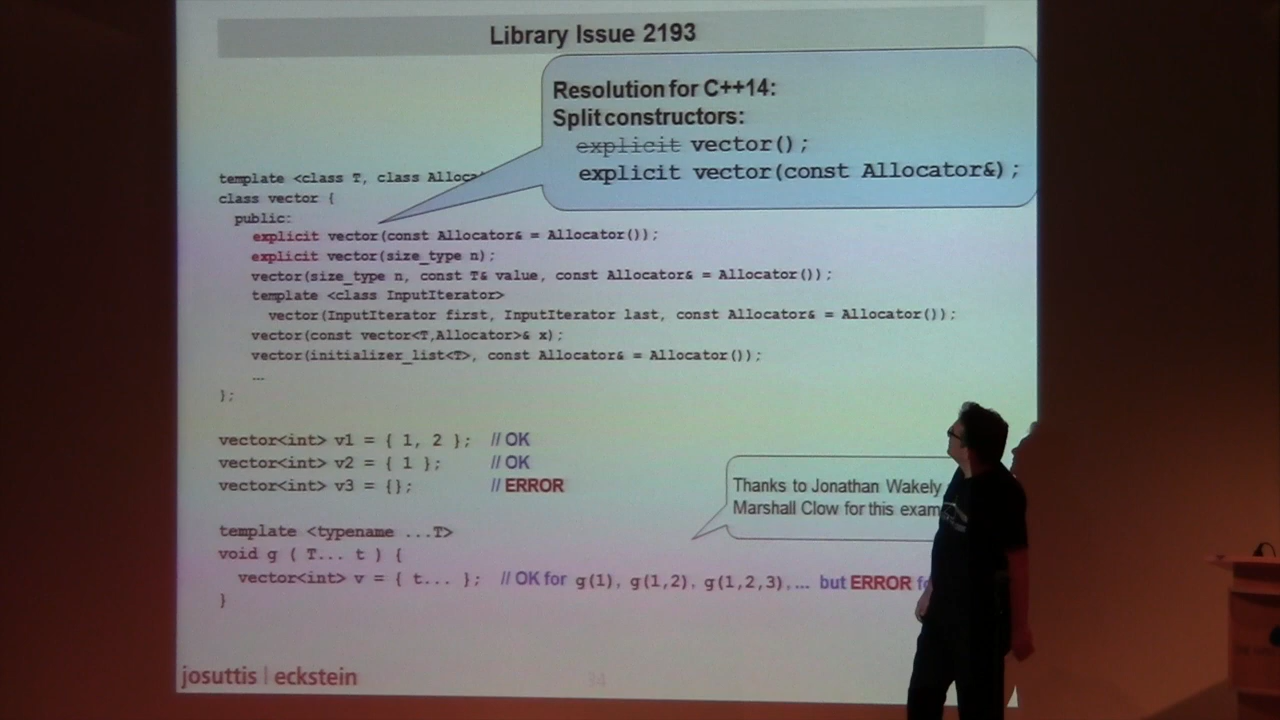 Library Issue 2193
Resolution for C++14:
Split constructors:
explicit vector();
explicit vector(const Allocator&);
template <class T, class Alloca
class vector {
public:
explicit vector(const Allocator& = Allocator());
explicit vector(size_type n);
vector(size_type n, const T& value, const Allocator& = Allocator());
template <class InputIterator>
vector(InputIterator first, InputIterator last, const Allocator& = Allocator());
vector(const vector<T,Allocator>& x);
vector(initializer_list<T>, const Allocator& = Allocator());
...
};
vector<int> v1 = { 1, 2 }; // OK
vector<int> v2 = { 1 }; // OK
vector<int> v3 = {}; // ERROR
Thanks to Jonathan Wakely
Marshall Clow for this exam
template <typename ...T>
void g ( T... t ) {
vector<int> v = { t... }; // OK for g(1), g(1,2), g(1,2,3),... but ERROR
}
josuttis | eckstein
34